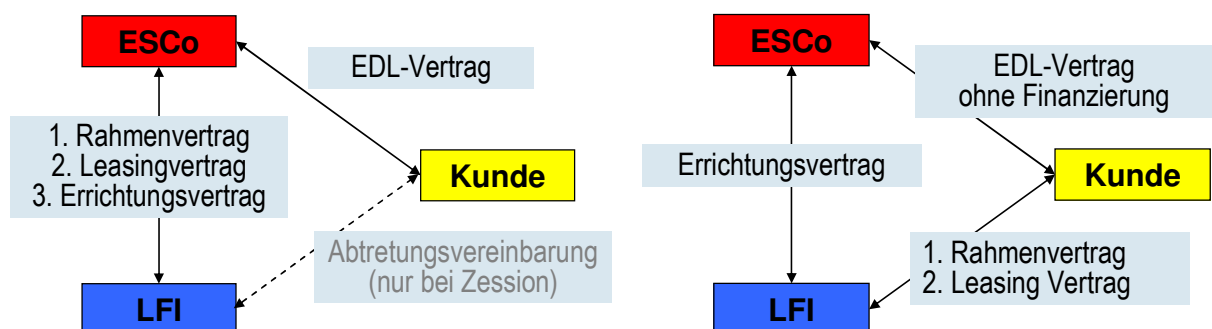 ESCo
EDL-Vertrag
1. Rahmenvertrag
2. Leasingvertrag
3. Errichtungsvertrag
Kunde
Abtretungsvereinbarung
(nur bei Zession)
LFI
ESCo
EDL-Vertrag
ohne Finanzierung
Errichtungsvertrag
Kunde
1. Rahmenvertrag
2. Leasing Vertrag
LFI